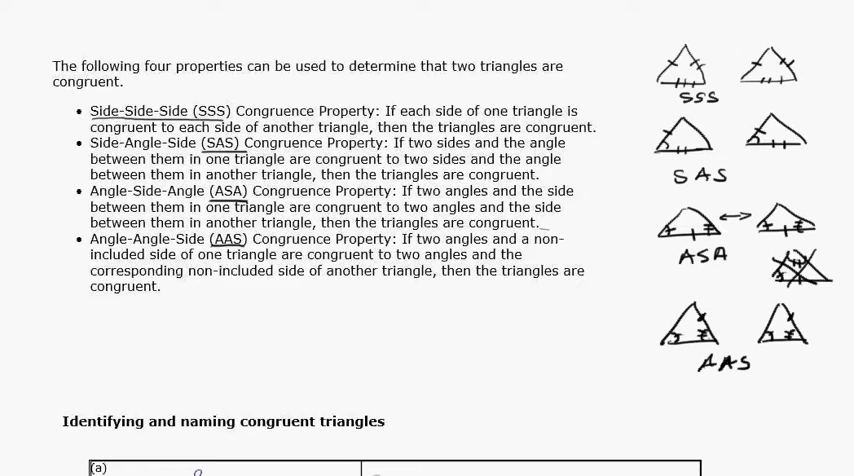 The following four properties can be used to determine that two triangles are
congruent.
• Side-Side-Side (SSS) Congruence Property: If each side of one triangle is
congruent to each side of another triangle, then the triangles are congruent.
• Side-Angle-Side (SAS) Congruence Property: If two sides and the angle
between them in one triangle are congruent to two sides and the angle
between them in another triangle, then the triangles are congruent.
• Angle-Side-Angle (ASA) Congruence Property: If two angles and the side
between them in one triangle are congruent to two angles and the side
between them in another triangle, then the triangles are congruent.
• Angle-Angle-Side (AAS) Congruence Property: If two angles and a non-
included side of one triangle are congruent to two angles and the
corresponding non-included side of another triangle, then the triangles are
congruent.
SSS
SAS
ASA
AAS
Identifying and naming congruent triangles
(a)